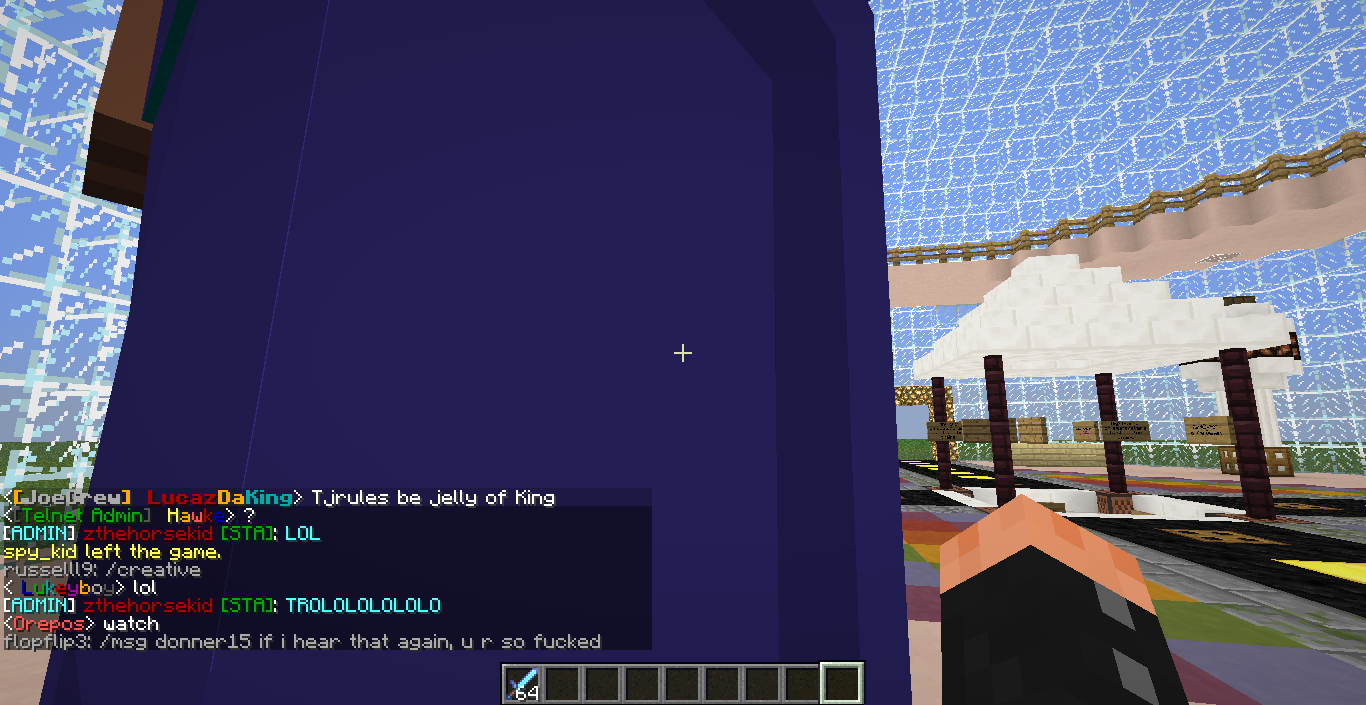 <[JoeCrew] LucazDaKing> Tjrules be jelly of King
<[Telnet Admin] Hawke> ?
[ADMIN] zthehorsekid [STA]: LOL
spy_kid left the game.
russelll9: /creative
< Lukeyboy> lol
[ADMIN] zthehorsekid [STA]: TROLOLOLOLOLO
<Orepos> watch
flopflip3: /msg donner15 if i hear that again, u r so fucked
64